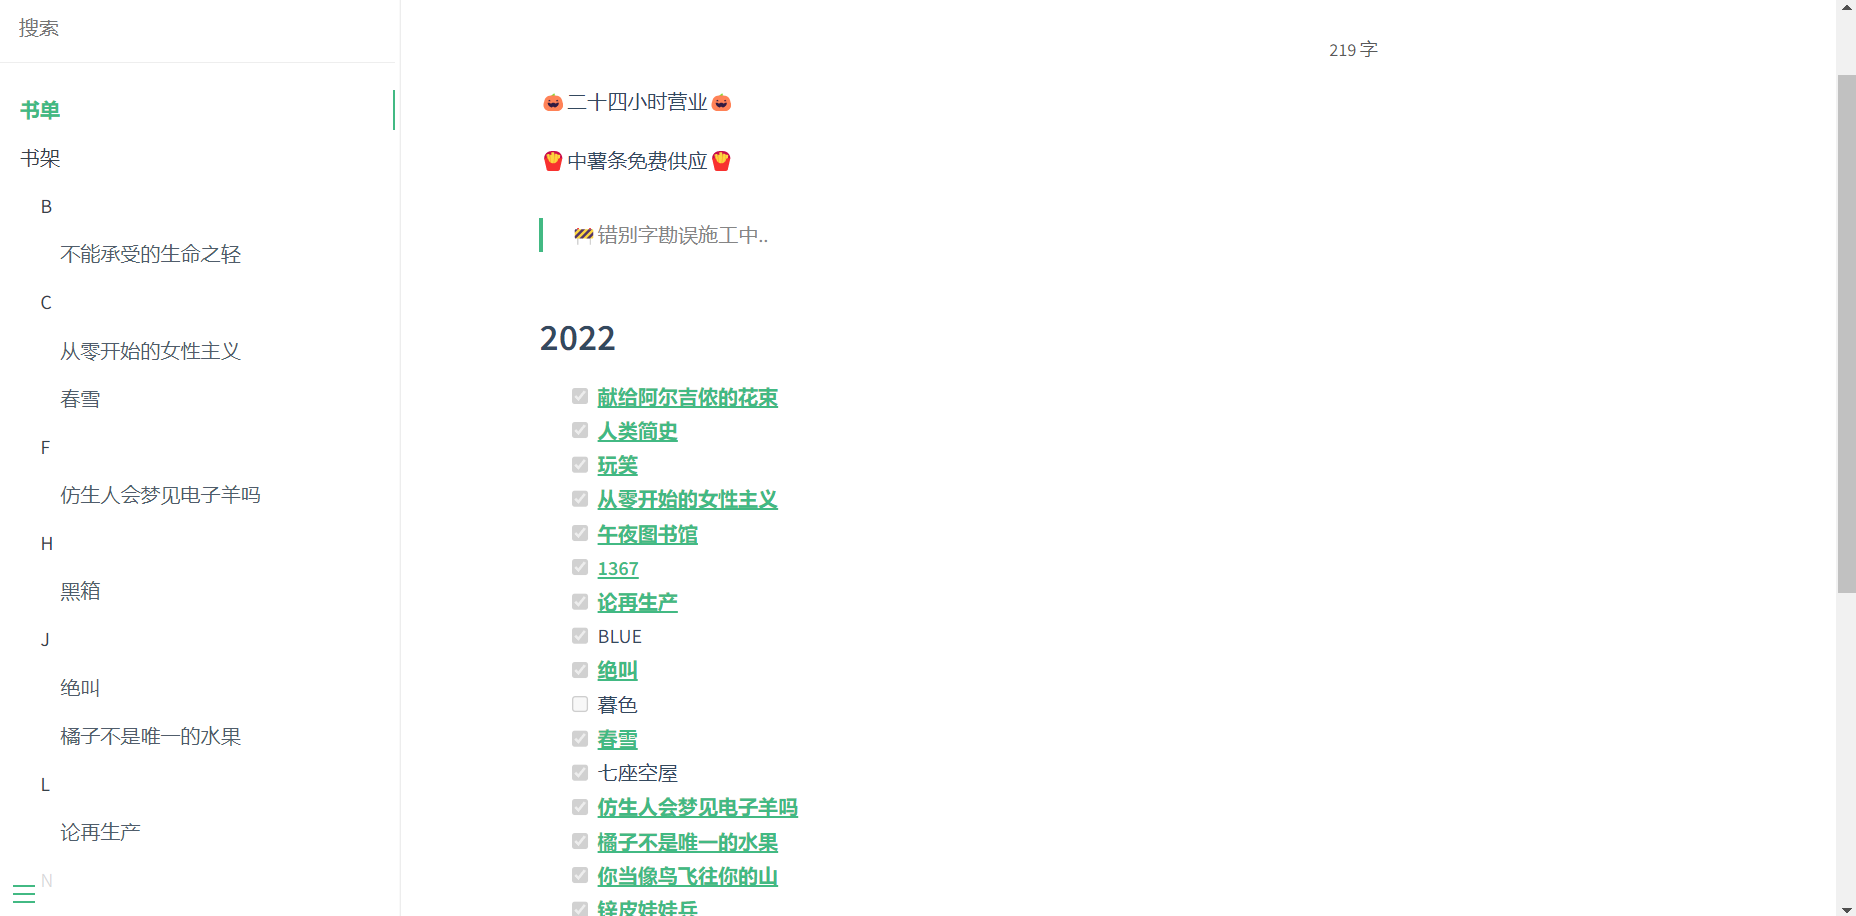 搜索
书单
书架
B
不能承受的生命之轻
C
从零开始的女性主义
春雪
F
仿生人会梦见电子羊吗
H
黑箱
J
绝叫
橘子不是唯一的水果
L
论再生产
N
219 字
二十四小时营业
中薯条免费供应
错别字勘误施工中..
2022
献给阿尔吉侬的花束
人类简史
玩笑
从零开始的女性主义
午夜图书馆
1367
论再生产
BLUE
绝叫
暮色
春雪
七座空屋
仿生人会梦见电子羊吗
橘子不是唯一的水果
你当像鸟飞往你的山
锌皮娃娃兵